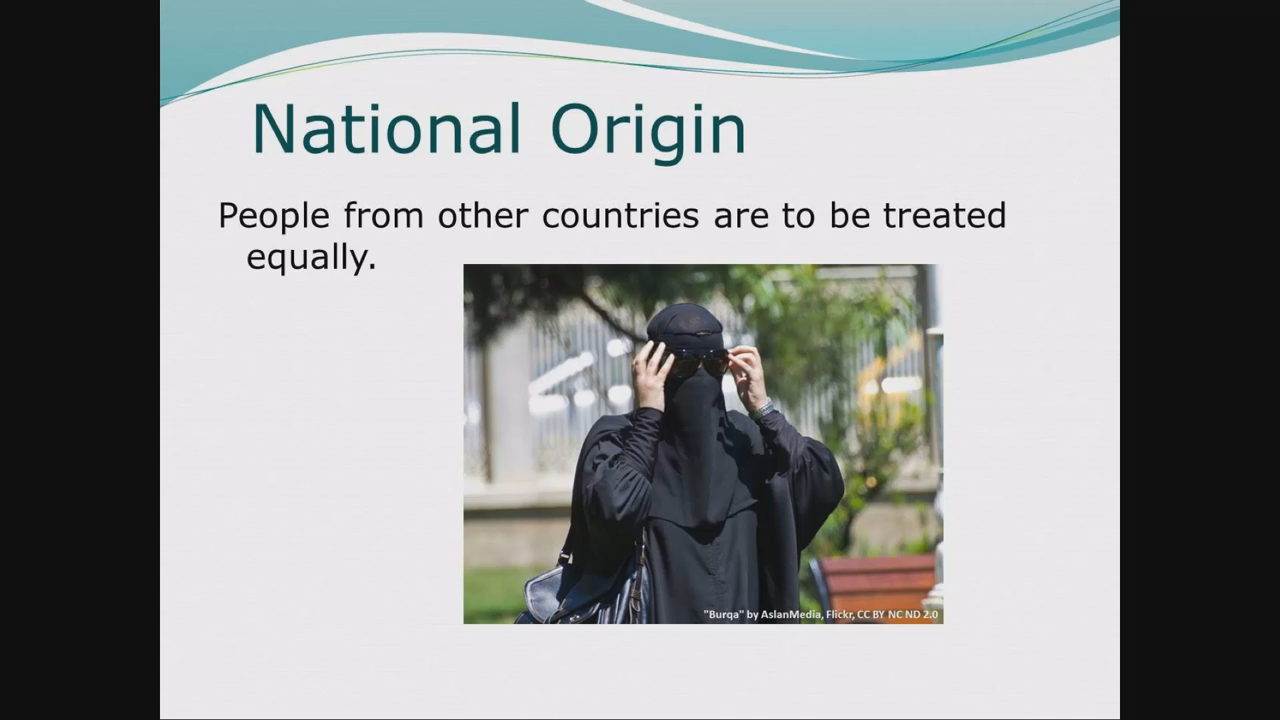 National Origin
People from other countries are to be treated
equally.
"Burqa" by AslanMedia, Flickr, CC BY NC ND 2.0